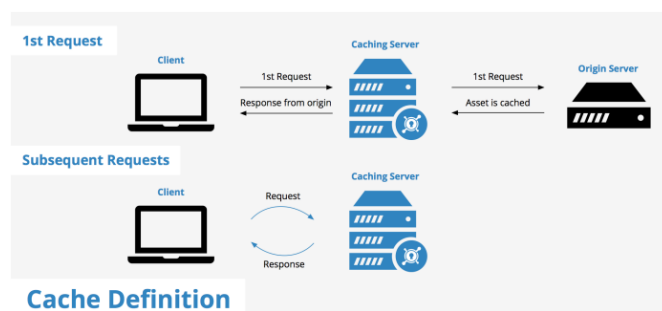 1st Request
Client
Caching Server
Origin Server
1st Request
Response from origin
1st Request
Asset is cached
Subsequent Requests
Client
Caching Server
Request
Response
Cache Definition